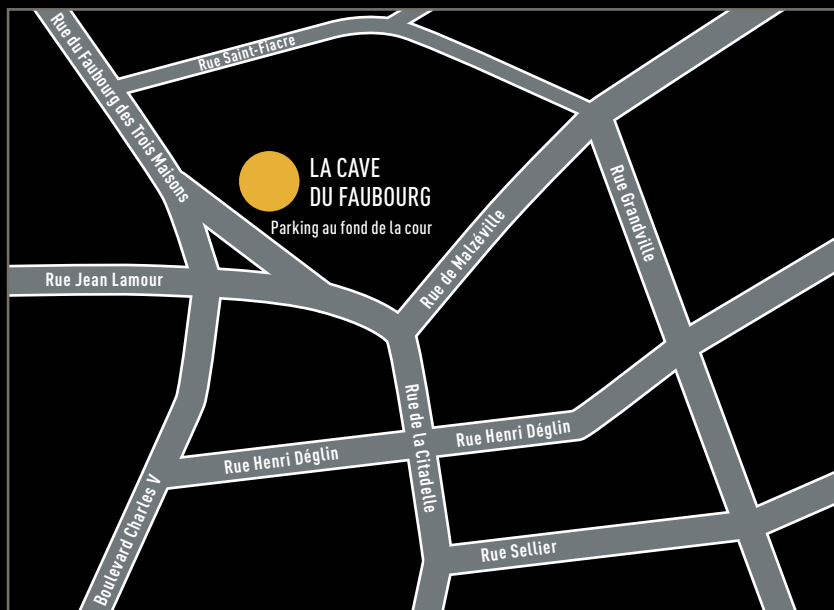 Rue du Faubourg des Trois Maisons
Rue Saint-Fiacre
LA CAVE
DU FAUBOURG
Parking au fond de la cour
Rue Grandville
Rue de Malzéville
Rue Jean Lamour
Rue de la Citadelle
Rue Henri Déglin
Rue Henri Déglin
Boulevard Charles V
Rue Sellier